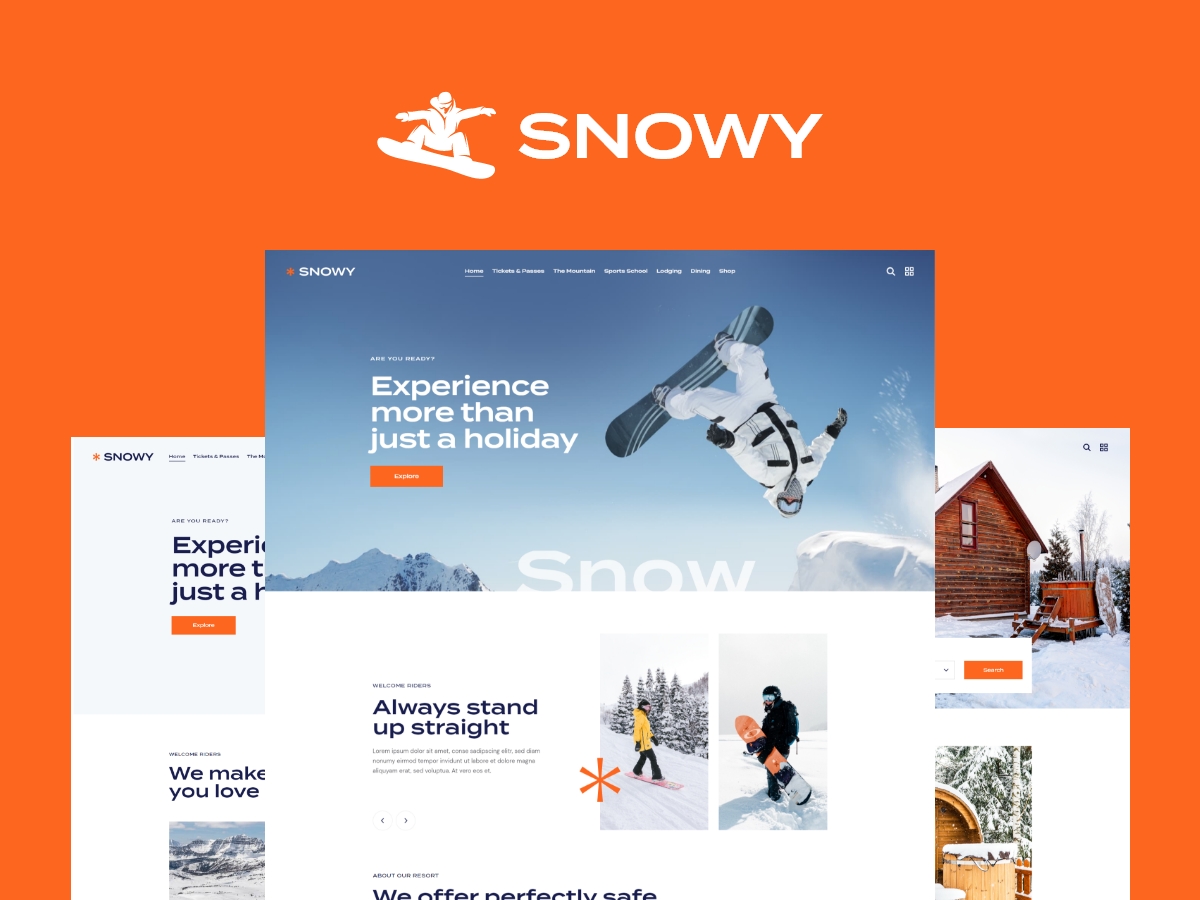 SNOWY
SNOWY
Home Tickets & Passes The Mountain Sports School Lodging Dining Shop
ARE YOU READY?
Experience
more than
just a holiday
Explore
Snow
WELCOME RIDERS
Always stand
up straight
Lorem ipsum dolor sit amet, conse sadipscing elitr, sed diam
nonumy eirmod tempor invidunt ut labore et dolore magna
aliquyam erat, sed voluptua. At vero eos et.
ABOUT OUR RESORT
We offer perfectly safe
SNOWY
Home Tickets & Passes The M
ARE YOU READY?
Experie
more t
just a h
Explore
WELCOME RIDERS
We make
you love
Search